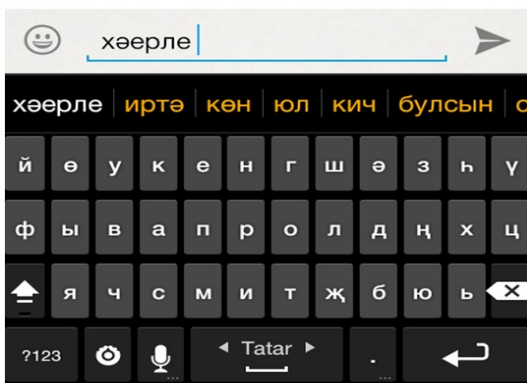 хәерле
хәерле иртә көн юл кич булсын
й ө у к е н г ш ә з һ ү
ф ы в а п р о л д ң х ц
я ч с м и т җ б ю ь
?123 Tatar .